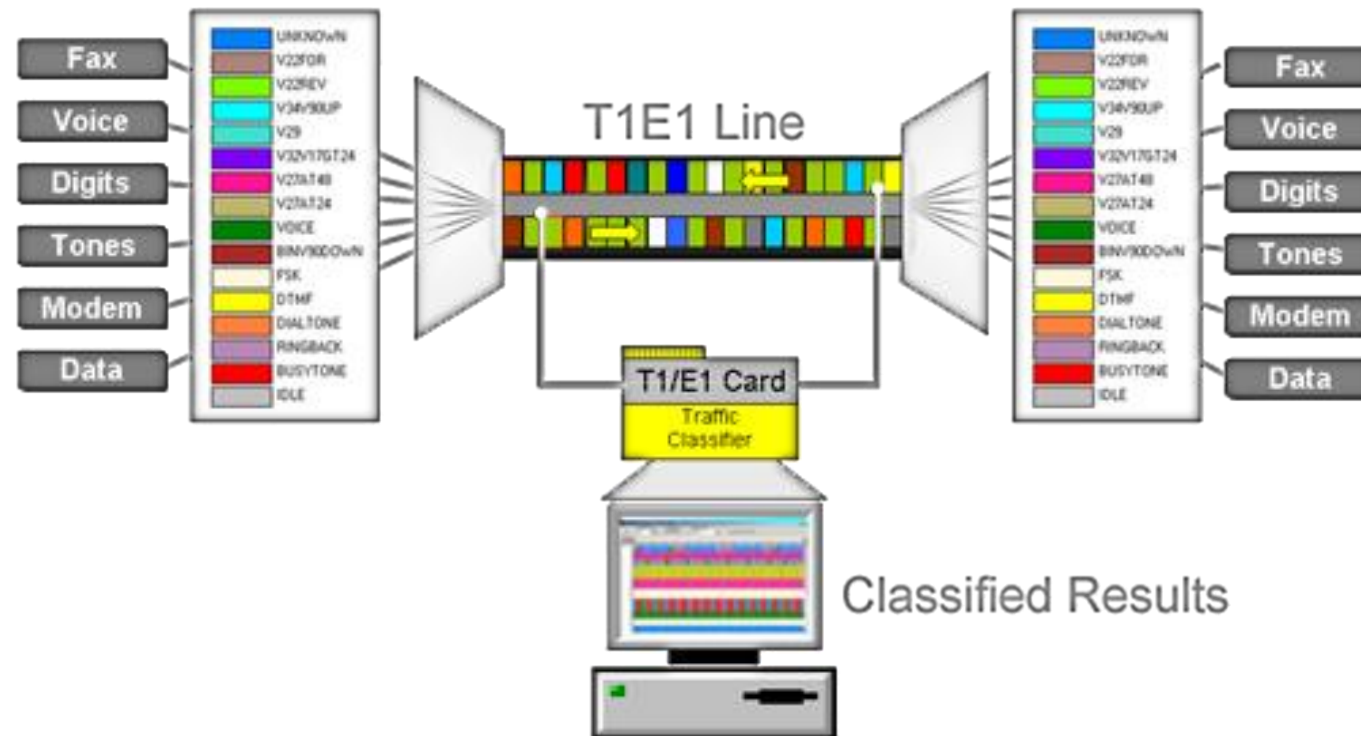 Fax
Voice
Digits
Tones
Modem
Data
UNKNOWN
V22FOR
V22REV
V34V90UP
V29
V32V17GT24
V27AT48
V27AT24
VOICE
BINV90DOWN
FSK
DTMF
DIALTONE
RINGBACK
BUSYTONE
IDLE
T1E1 Line
T1/E1 Card
Traffic
Classifier
Classified Results
UNKNOWN
V22FOR
V22REV
V34V90UP
V29
V32V17GT24
V27AT48
V27AT24
VOICE
BINV90DOWN
FSK
DTMF
DIALTONE
RINGBACK
BUSYTONE
IDLE
Fax
Voice
Digits
Tones
Modem
Data